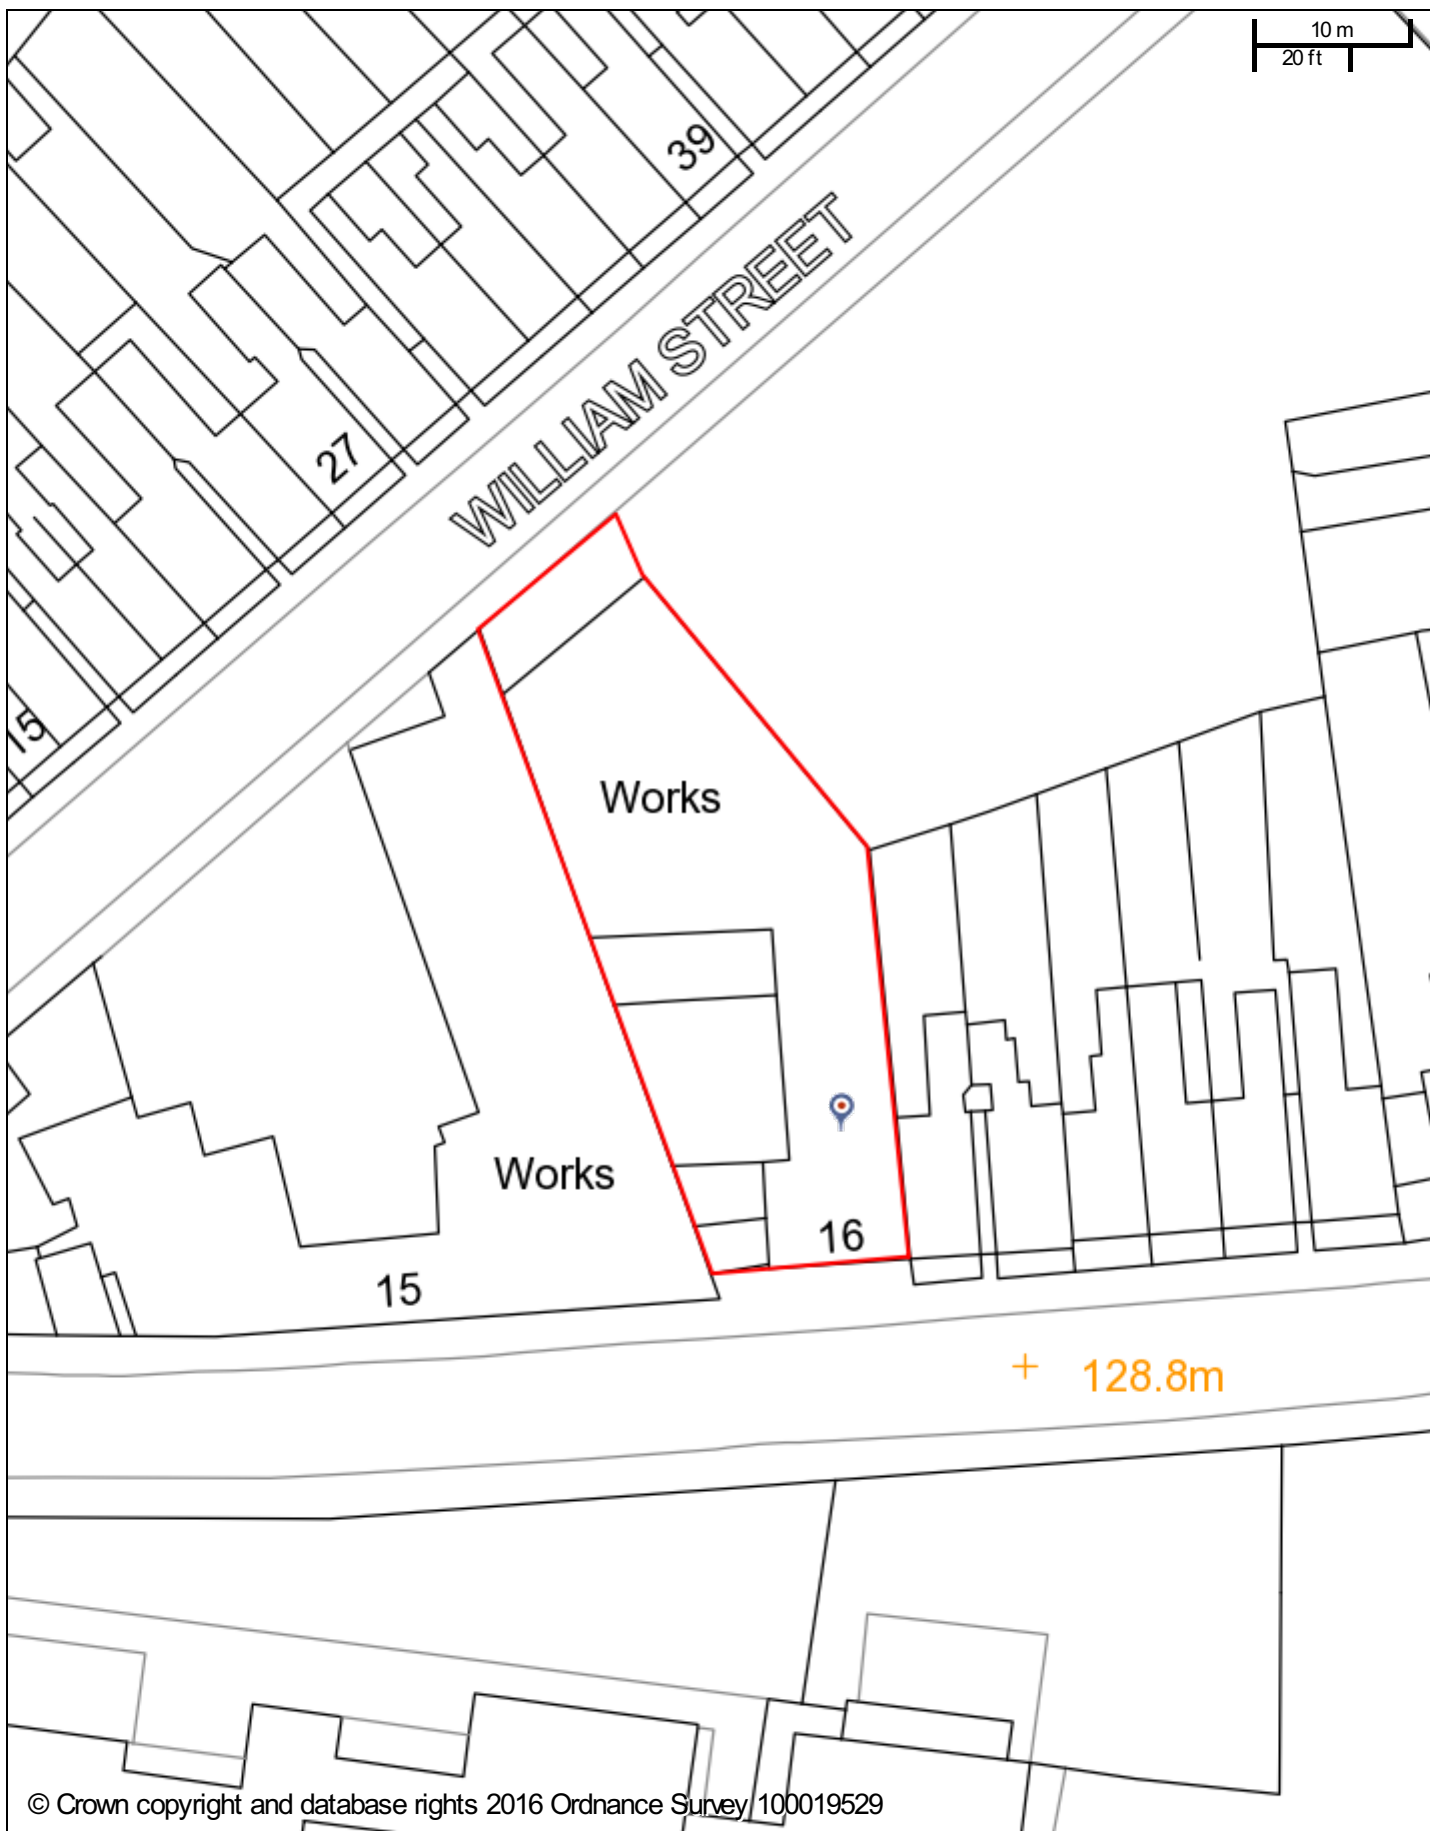 10 m
20 ft
39
WILLIAM STREET
27
15
Works
Works
16
15
128.8m
© Crown copyright and database rights 2016 Ordnance Survey 100019529